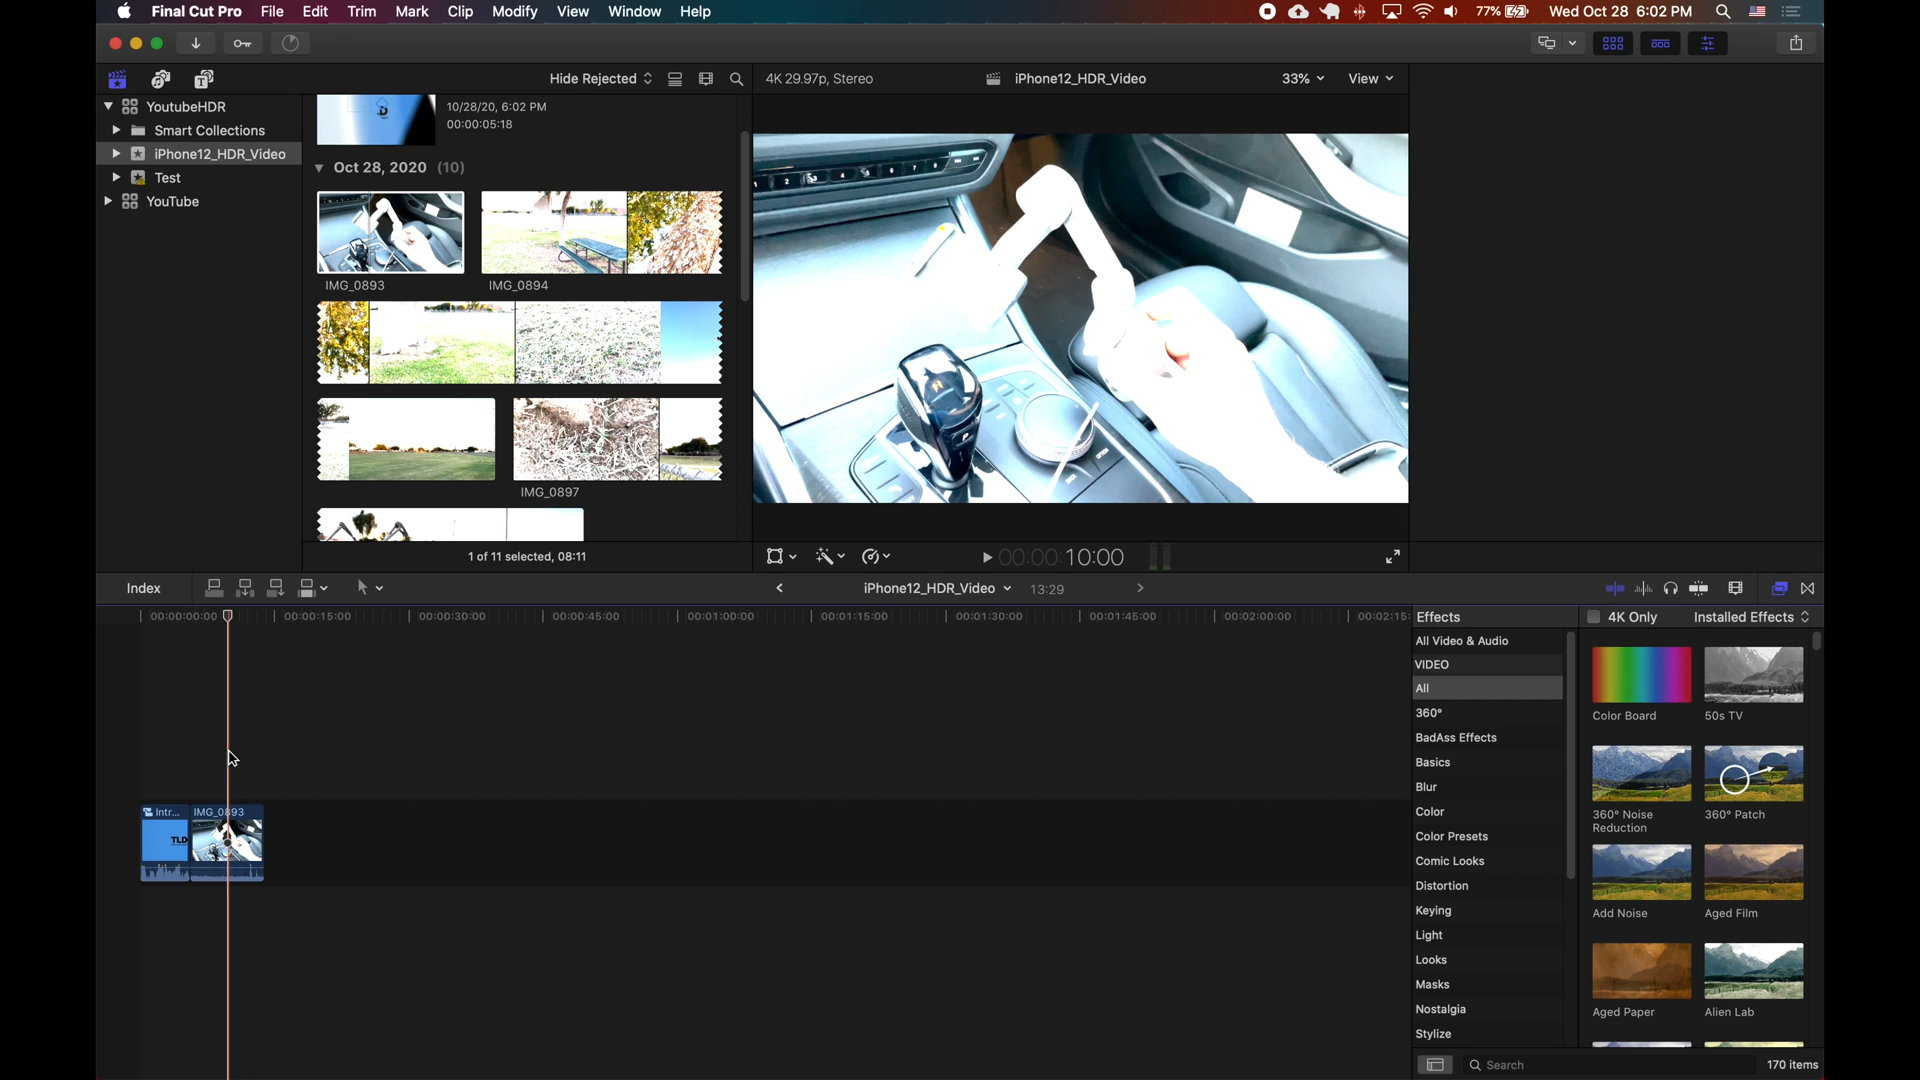 Final Cut Pro File Edit Trim Mark Clip Modify View Window Help 77% Wed Oct 28 6:02 PM
Hide Rejected 4K 29.97p, Stereo iPhone12_HDR_Video 33% View
YoutubeHDR
Smart Collections
iPhone12_HDR_Video
Test
YouTube
10/28/20, 6:02 PM
00:00:05:18
Oct 28, 2020 (10)
IMG_0893 IMG_0894
IMG_0897
1 of 11 selected, 08:11
00:00:10:00
Index iPhone12_HDR_Video 13:29
00:00:00:00 00:00:15:00 00:00:30:00 00:00:45:00 00:01:00:00 00:01:15:00 00:01:30:00 00:01:45:00 00:02:00:00 00:02:15:
Intr... IMG_0893
TLD
Effects 4K Only Installed Effects
All Video & Audio
VIDEO
All
360°
BadAss Effects
Basics
Blur
Color
Color Presets
Comic Looks
Distortion
Keying
Light
Looks
Masks
Nostalgia
Stylize
Color Board 50s TV
360° Noise Reduction 360° Patch
Add Noise Aged Film
Aged Paper Alien Lab
Search 170 items